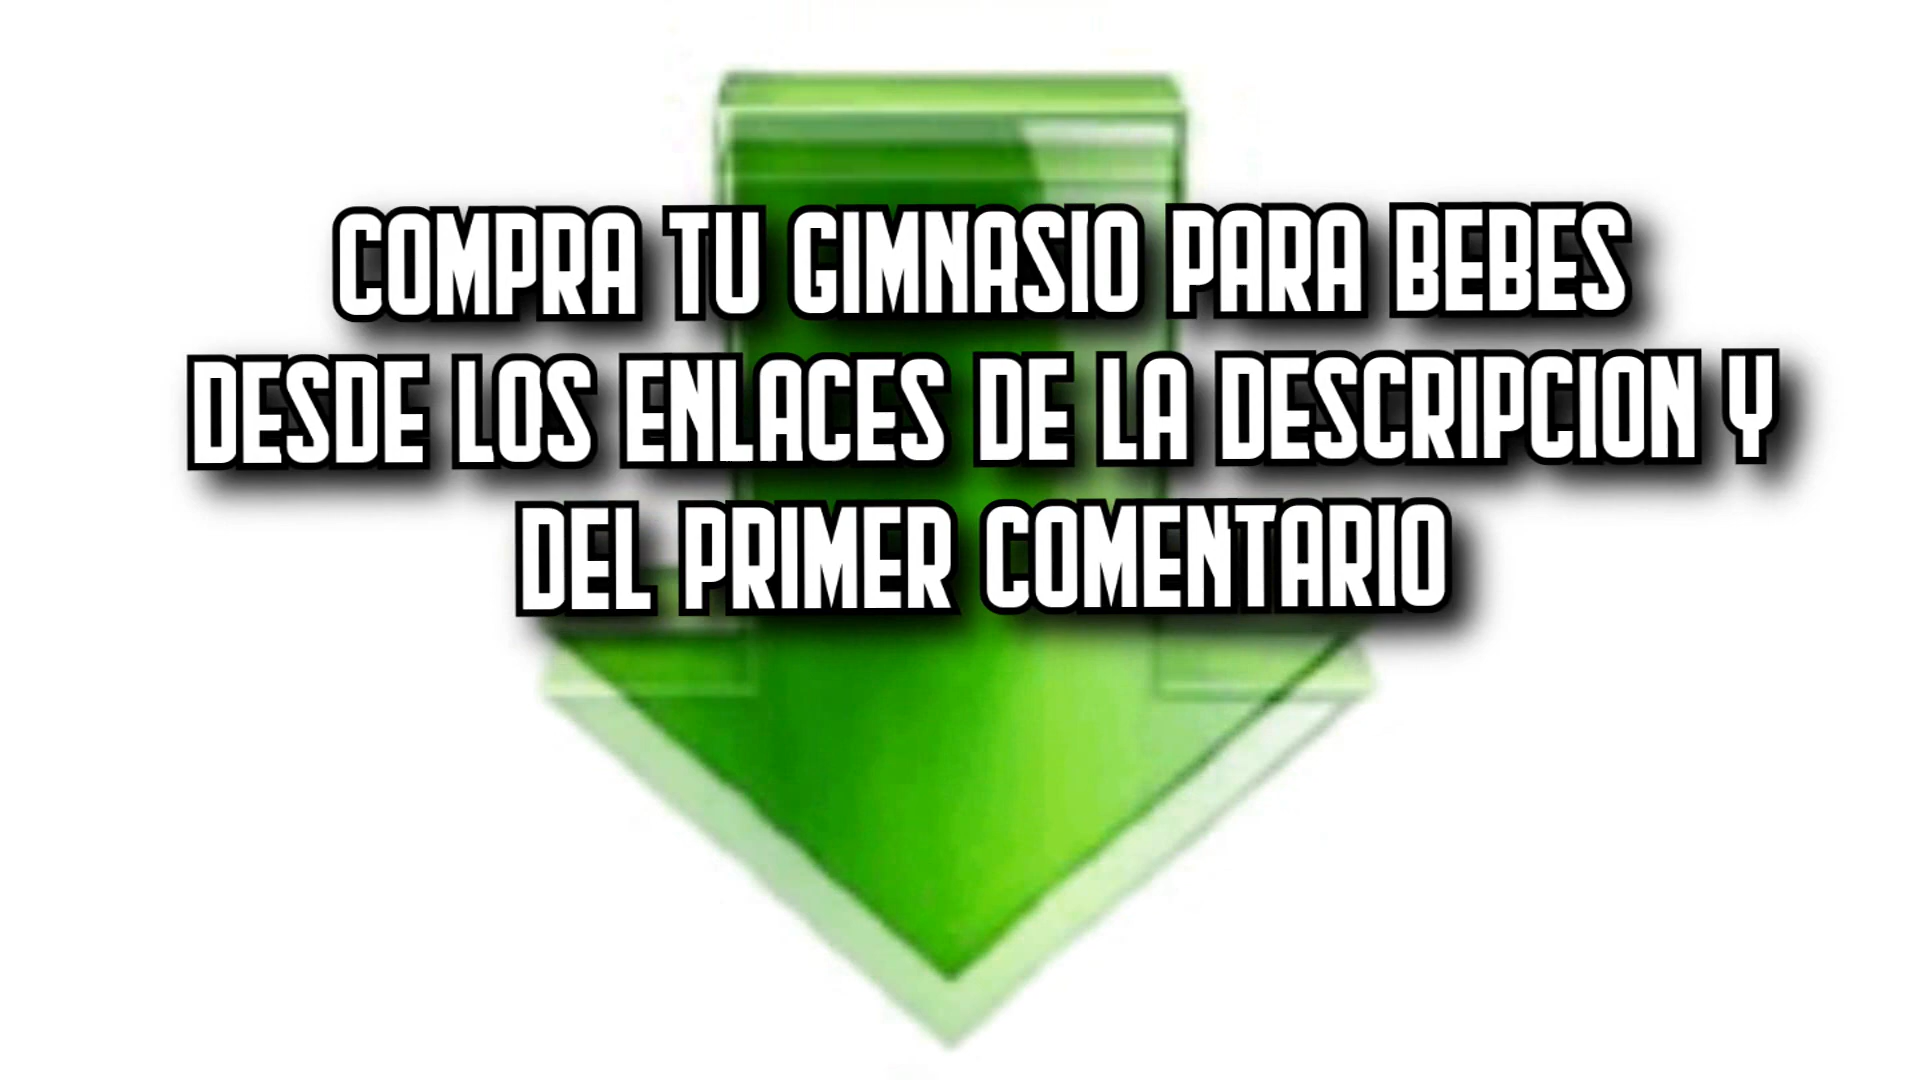 COMPRA TU GIMNASIO PARA BEBES
DESDE LOS ENLACES DE LA DESCRIPCION Y
DEL PRIMER COMENTARIO